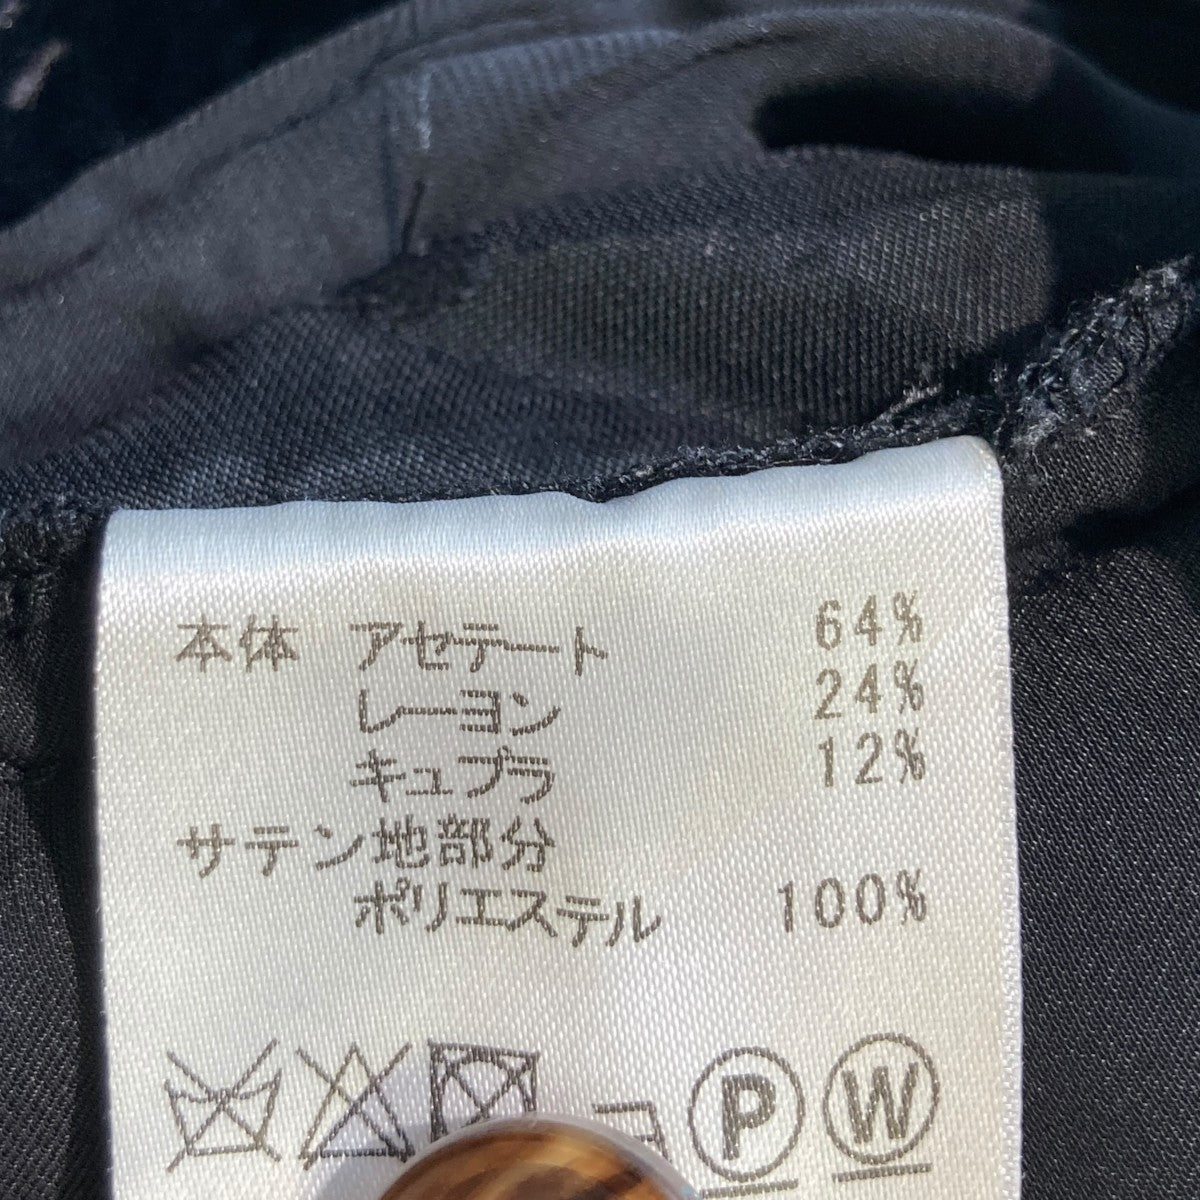 本体 アセテート 64%
レーヨン 24%
キュプラ 12%
サテン地部分
ポリエステル 100%
P W